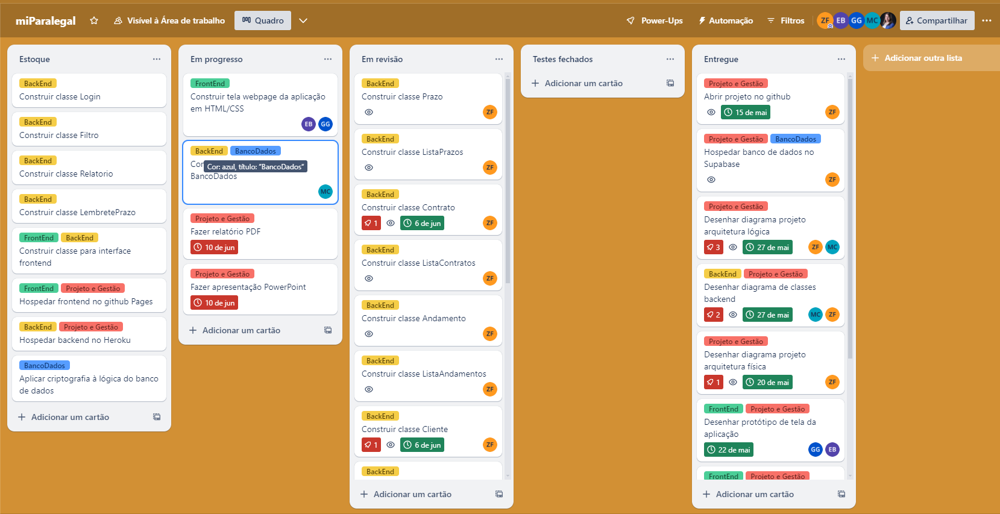 miParalegal
Visível à Área de trabalho
Quadro
Power-Ups
Automação
Filtros
ZF
EB
GG
MC
Compartilhar
Estoque
BackEnd
Construir classe Login
BackEnd
Construir classe Filtro
BackEnd
Construir classe Relatorio
BackEnd
Construir classe LembretePrazo
FrontEnd BackEnd
Construir classe para interface
frontend
FrontEnd Projeto e Gestão
Hospedar frontend no github Pages
BackEnd Projeto e Gestão
Hospedar backend no Heroku
BancoDados
Aplicar criptografia à lógica do banco
de dados
Adicionar um cartão
Em progresso
FrontEnd
Construir tela webpage da aplicação
em HTML/CSS
EB GG
BackEnd BancoDados
Cor: azul, título: “BancoDados”
BancoDados
MC
Projeto e Gestão
Fazer relatório PDF
10 de jun
Projeto e Gestão
Fazer apresentação PowerPoint
10 de jun
Adicionar um cartão
Em revisão
BackEnd
Construir classe Prazo
ZF
BackEnd
Construir classe ListaPrazos
ZF
BackEnd
Construir classe Contrato
1 6 de jun ZF
BackEnd
Construir classe ListaContratos
ZF
BackEnd
Construir classe Andamento
ZF
BackEnd
Construir classe ListaAndamentos
ZF
BackEnd
Construir classe Cliente
1 6 de jun ZF
BackEnd
Adicionar um cartão
Testes fechados
Adicionar um cartão
Entregue
Projeto e Gestão
Abrir projeto no github
15 de mai ZF
Projeto e Gestão BancoDados
Hospedar banco de dados no
Supabase
ZF
Projeto e Gestão
Desenhar diagrama projeto
arquitetura lógica
3 27 de mai ZF MC
BackEnd Projeto e Gestão
Desenhar diagrama de classes
backend
2 27 de mai MC ZF
Projeto e Gestão
Desenhar diagrama projeto
arquitetura física
1 20 de mai ZF
FrontEnd Projeto e Gestão
Desenhar protótipo de tela da
aplicação
22 de mai GG EB
FrontEnd Projeto e Gestão
Adicionar um cartão
Adicionar outra lista